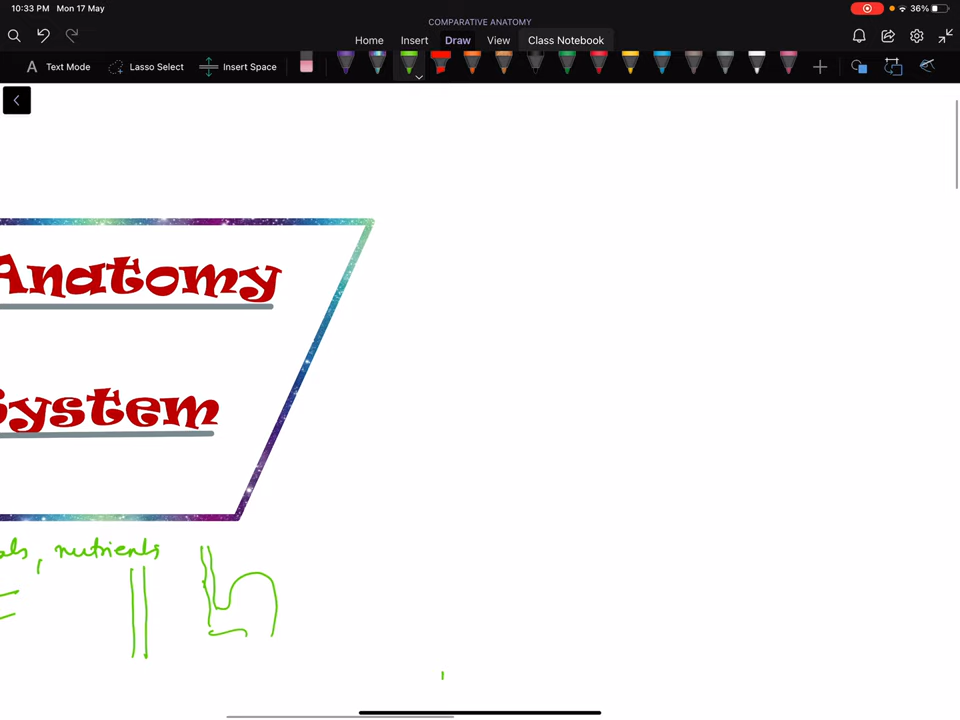 10:33 PM Mon 17 May
36%
COMPARATIVE ANATOMY
Home Insert Draw View Class Notebook
A Text Mode Lasso Select Insert Space
Anatomy
System
nutrients